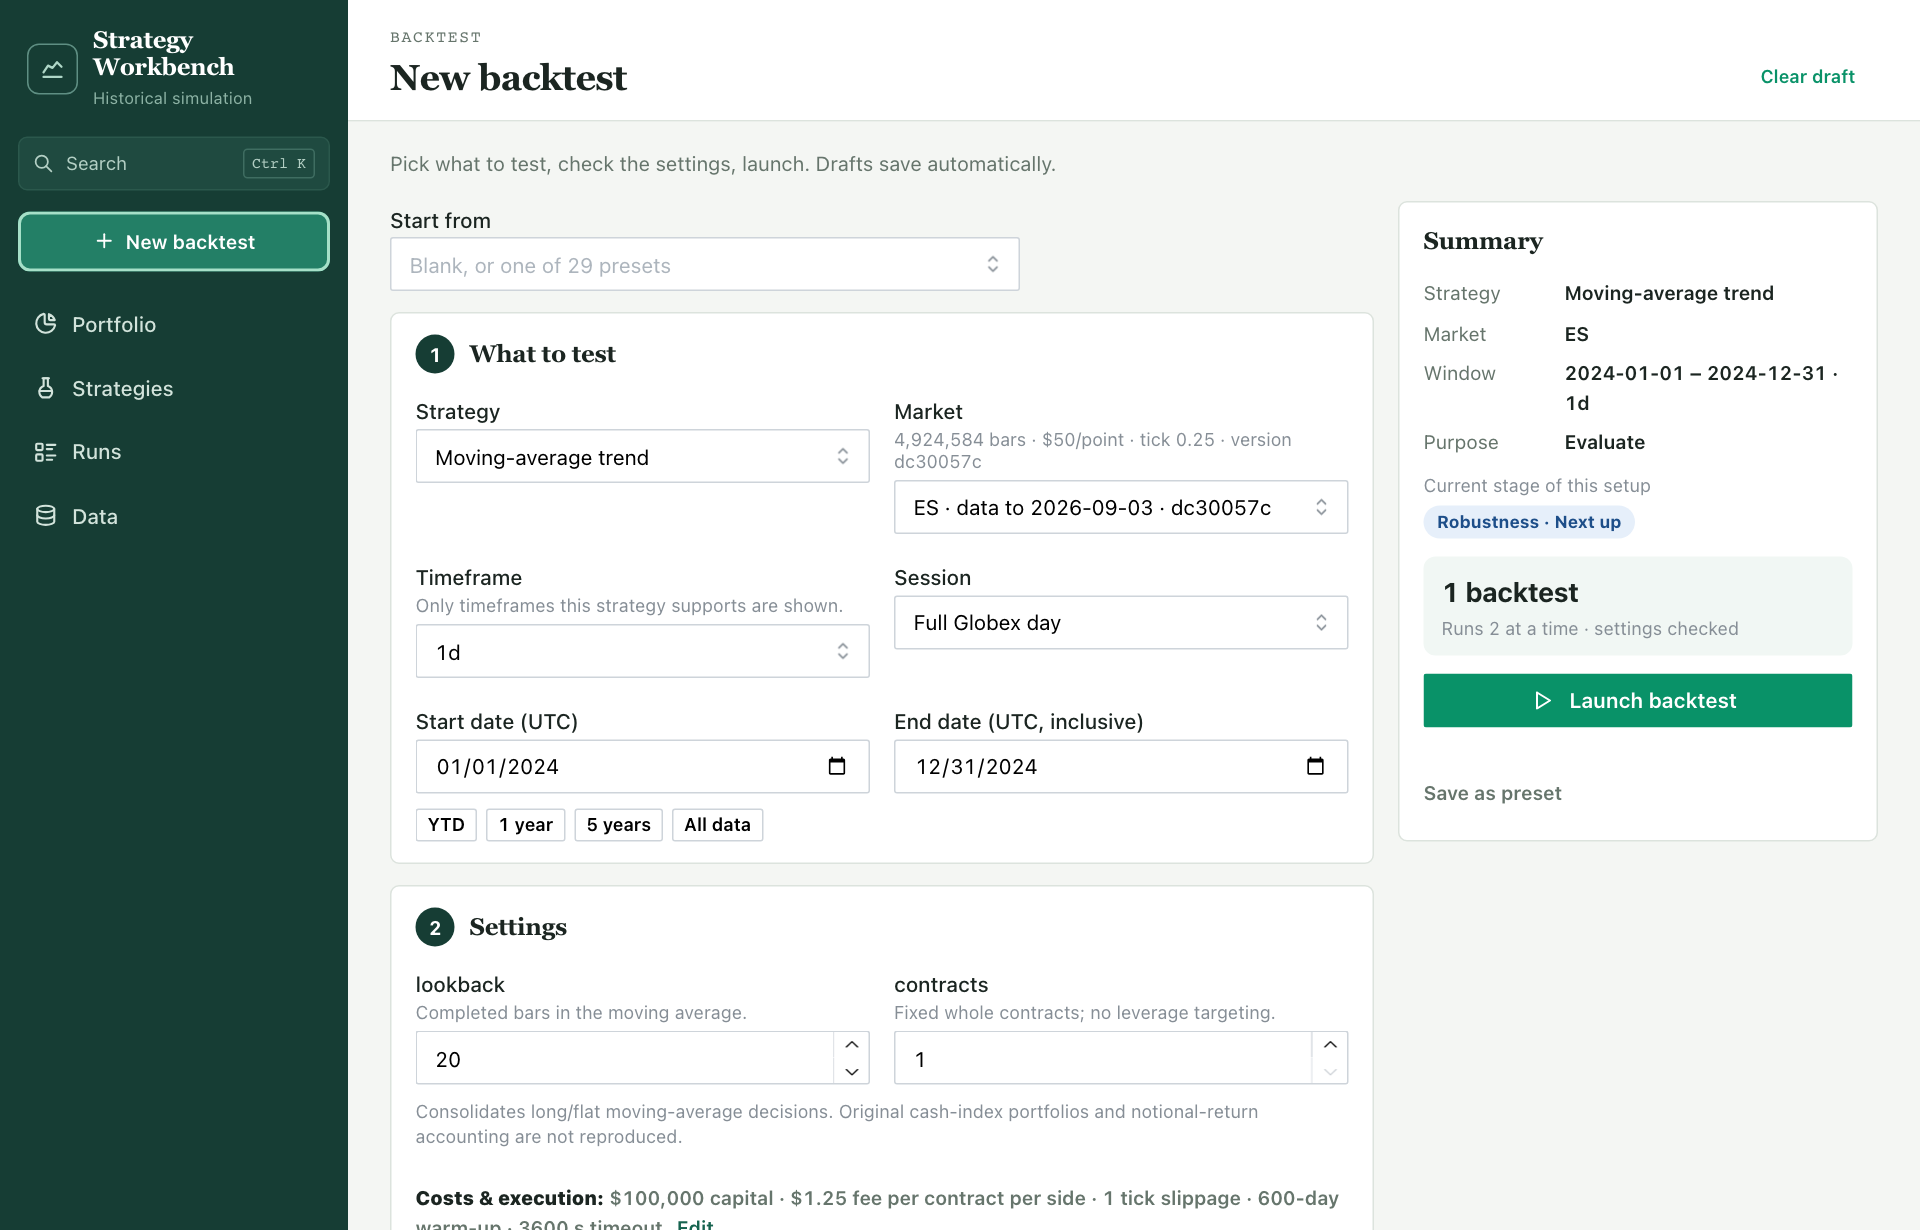 Strategy
Workbench
Historical simulation
Search
Ctrl K
New backtest
Portfolio
Strategies
Runs
Data
BACKTEST
New backtest
Clear draft
Pick what to test, check the settings, launch. Drafts save automatically.
Start from
Blank, or one of 29 presets
1
What to test
Strategy
Moving-average trend
Market
4,924,584 bars · $50/point · tick 0.25 · version
dc30057c
ES · data to 2026-09-03 · dc30057c
Timeframe
Only timeframes this strategy supports are shown.
1d
Session
Full Globex day
Start date (UTC)
01/01/2024
End date (UTC, inclusive)
12/31/2024
YTD
1 year
5 years
All data
2
Settings
lookback
Completed bars in the moving average.
20
contracts
Fixed whole contracts; no leverage targeting.
1
Consolidates long/flat moving-average decisions. Original cash-index portfolios and notional-return
accounting are not reproduced.
Costs & execution: $100,000 capital · $1.25 fee per contract per side · 1 tick slippage · 600-day
warm-up · 3600 s timeout Edit
Summary
Strategy Moving-average trend
Market ES
Window 2024-01-01 – 2024-12-31 ·
1d
Purpose Evaluate
Current stage of this setup
Robustness · Next up
1 backtest
Runs 2 at a time · settings checked
Launch backtest
Save as preset